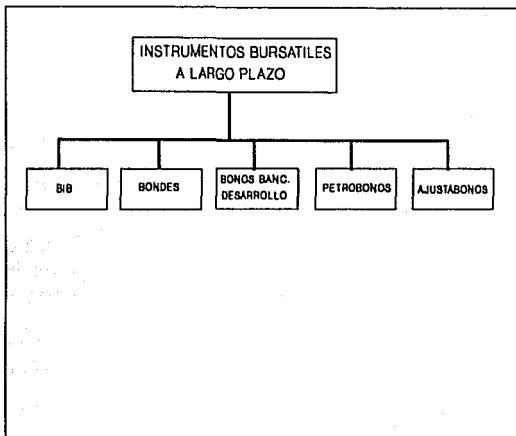 INSTRUMENTOS BURSATILES
A LARGO PLAZO
BIB
BONDES
BONOS BANC.
DESARROLLO
PETROBONOS
AJUSTABONOS